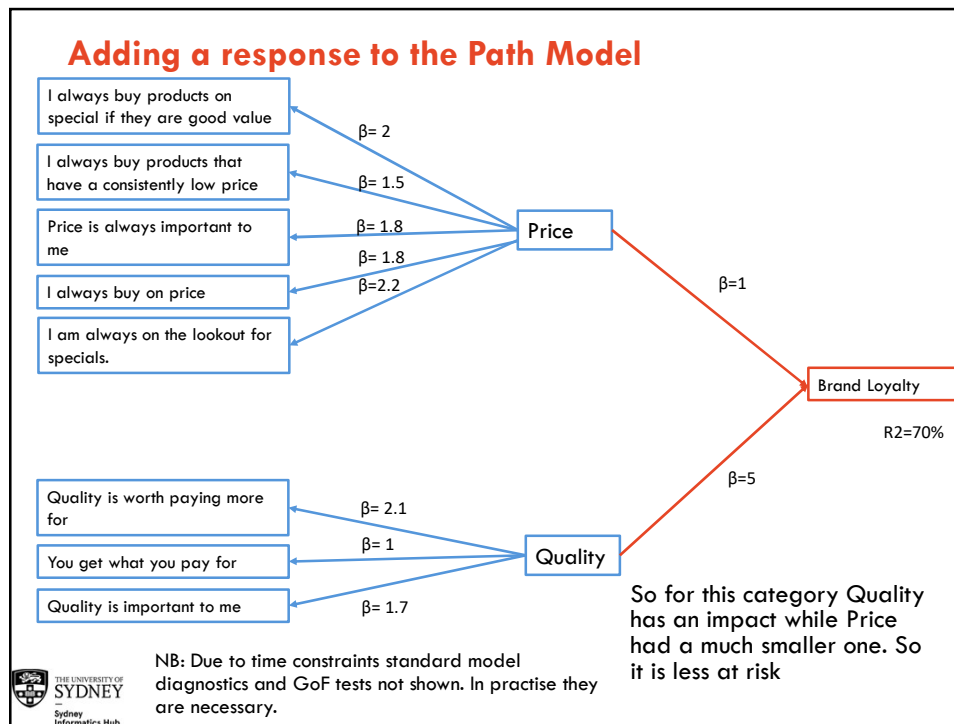 Adding a response to the Path Model
I always buy products on
special if they are good value
β= 2
I always buy products that
have a consistently low price
β= 1.5
Price is always important to
me
β= 1.8
Price
β= 1.8
I always buy on price
β=2.2
β=1
I am always on the lookout for
specials.
Brand Loyalty
R2=70%
β=5
Quality is worth paying more
for
β= 2.1
β= 1
You get what you pay for
Quality
Quality is important to me
β= 1.7
So for this category Quality
has an impact while Price
had a much smaller one. So
it is less at risk
NB: Due to time constraints standard model
diagnostics and GoF tests not shown. In practise they
are necessary.
THE UNIVERSITY OF
SYDNEY
Sydney
Informatics Hub